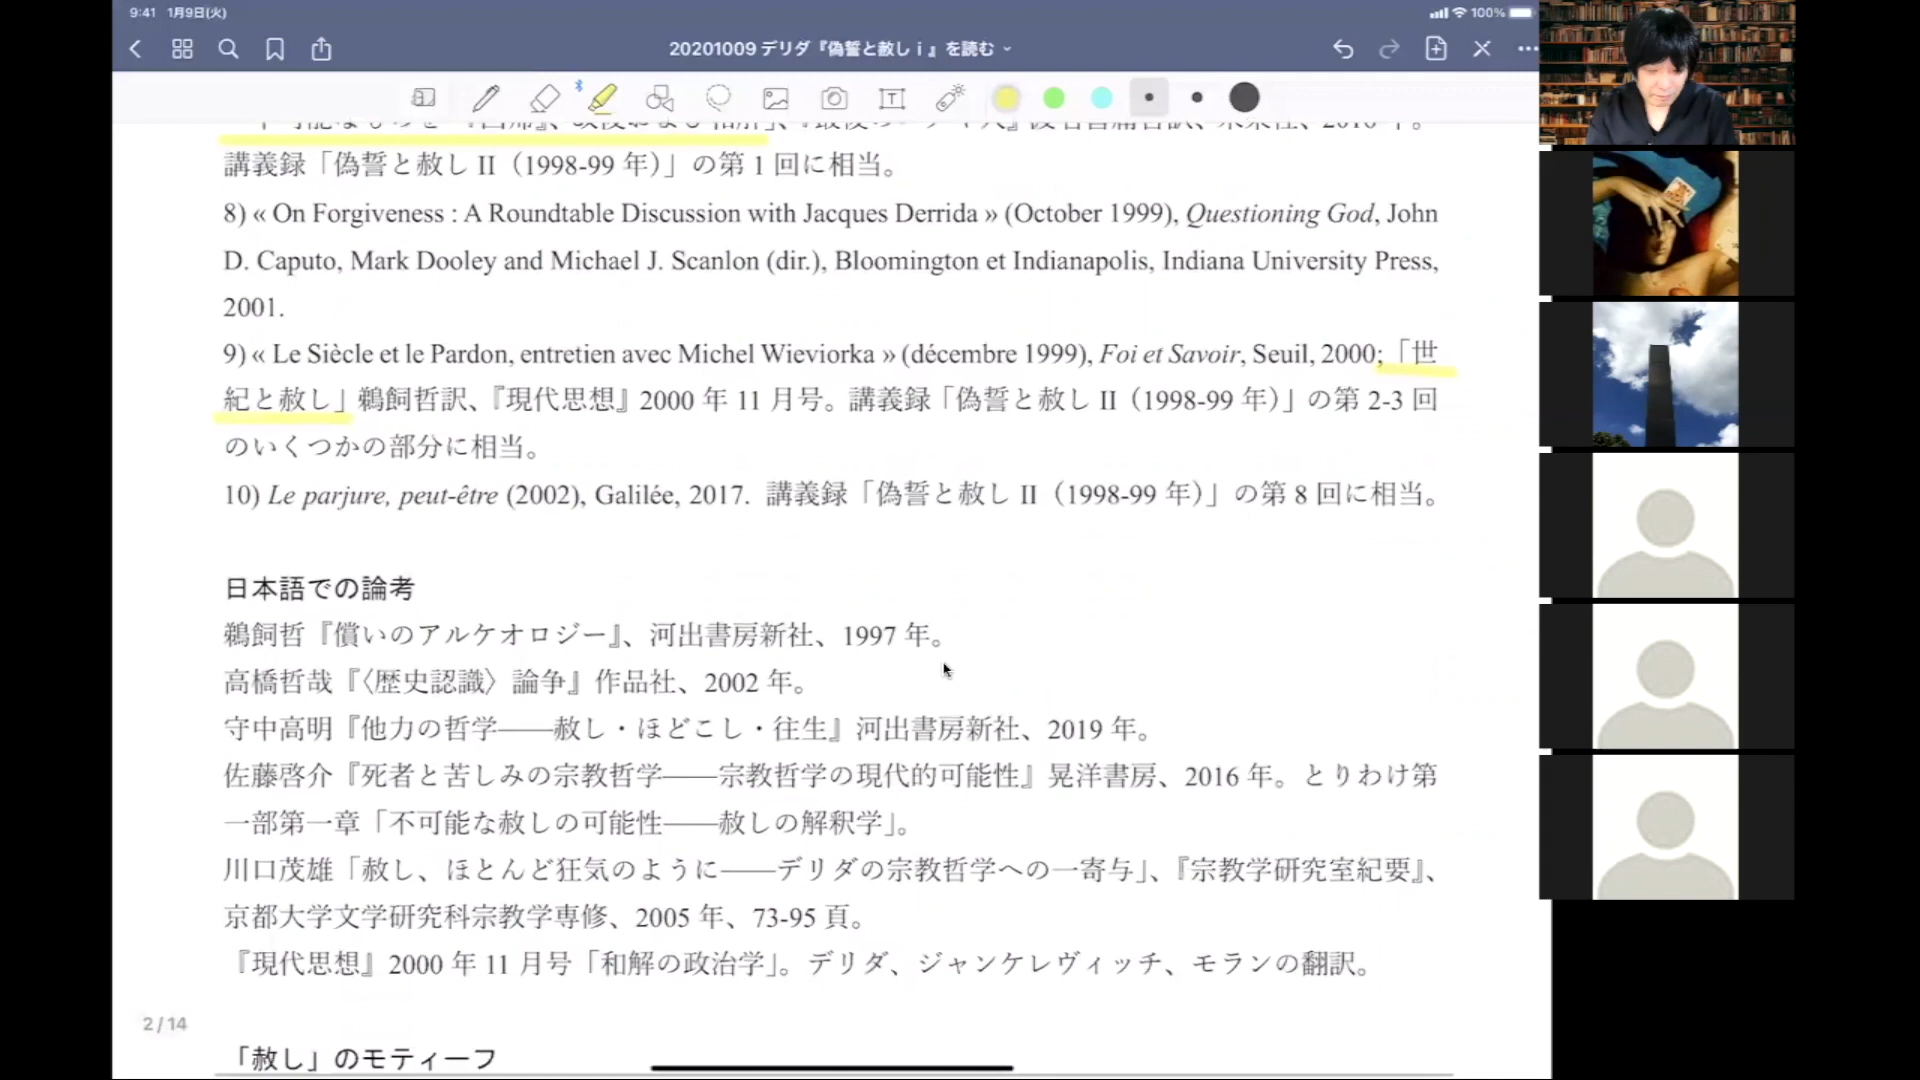 9:41 1月9日(火)
100%
20201009 デリダ『偽誓と赦しⅰ』を読む
講義録「偽誓と赦し II（1998-99 年）」の第 1 回に相当。
8) « On Forgiveness : A Roundtable Discussion with Jacques Derrida » (October 1999), Questioning God, John
D. Caputo, Mark Dooley and Michael J. Scanlon (dir.), Bloomington et Indianapolis, Indiana University Press,
2001.
9) « Le Siècle et le Pardon, entretien avec Michel Wieviorka » (décembre 1999), Foi et Savoir, Seuil, 2000;「世
紀と赦し」鵜飼哲訳、『現代思想』2000 年 11 月号。講義録「偽誓と赦し II（1998-99 年）」の第 2-3 回
のいくつかの部分に相当。
10) Le parjure, peut-être (2002), Galilée, 2017. 講義録「偽誓と赦し II（1998-99 年）」の第 8 回に相当。
日本語での論考
鵜飼哲『償いのアルケオロジー』、河出書房新社、1997 年。
高橋哲哉『〈歴史認識〉論争』作品社、2002 年。
守中高明『他力の哲学——赦し・ほどこし・往生』河出書房新社、2019 年。
佐藤啓介『死者と苦しみの宗教哲学——宗教哲学の現代的可能性』晃洋書房、2016 年。とりわけ第
一部第一章「不可能な赦しの可能性——赦しの解釈学」。
川口茂雄「赦し、ほとんど狂気のように——デリダの宗教哲学への一寄与」、『宗教学研究室紀要』、
京都大学文学研究科宗教学専修、2005 年、73-95 頁。
『現代思想』2000 年 11 月号「和解の政治学」。デリダ、ジャンケレヴィッチ、モランの翻訳。
2 / 14
「赦し」のモティーフ